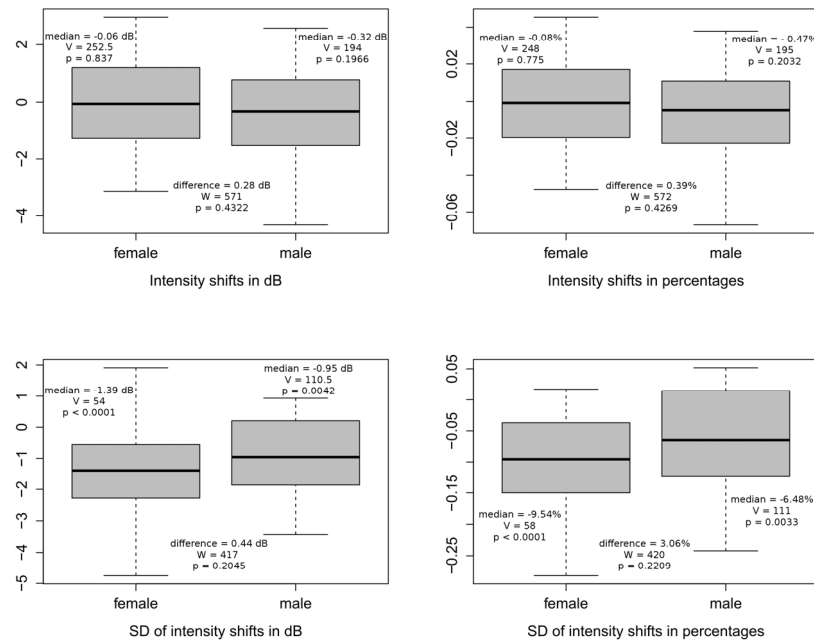 median = -0.06 dB
V = 252.5
p = 0.837
median = -0.32 dB
V = 194
p = 0.1966
difference = 0.28 dB
W = 571
p = 0.4322
2
0
−2
−4
female
male
Intensity shifts in dB
median = -0.08%
V = 248
p = 0.775
median = -0.47%
V = 195
p = 0.2032
difference = 0.39%
W = 572
p = 0.4269
0.02
−0.02
−0.06
female
male
Intensity shifts in percentages
median = -1.39 dB
V = 54
p < 0.0001
median = -0.95 dB
V = 110.5
p = 0.0042
difference = 0.44 dB
W = 417
p = 0.2045
2
1
0
−1
−2
−3
−4
−5
female
male
SD of intensity shifts in dB
median = -9.54%
V = 58
p < 0.0001
median = -6.48%
V = 111
p = 0.0033
difference = 3.06%
W = 420
p = 0.2209
0.05
−0.05
−0.15
−0.25
female
male
SD of intensity shifts in percentages